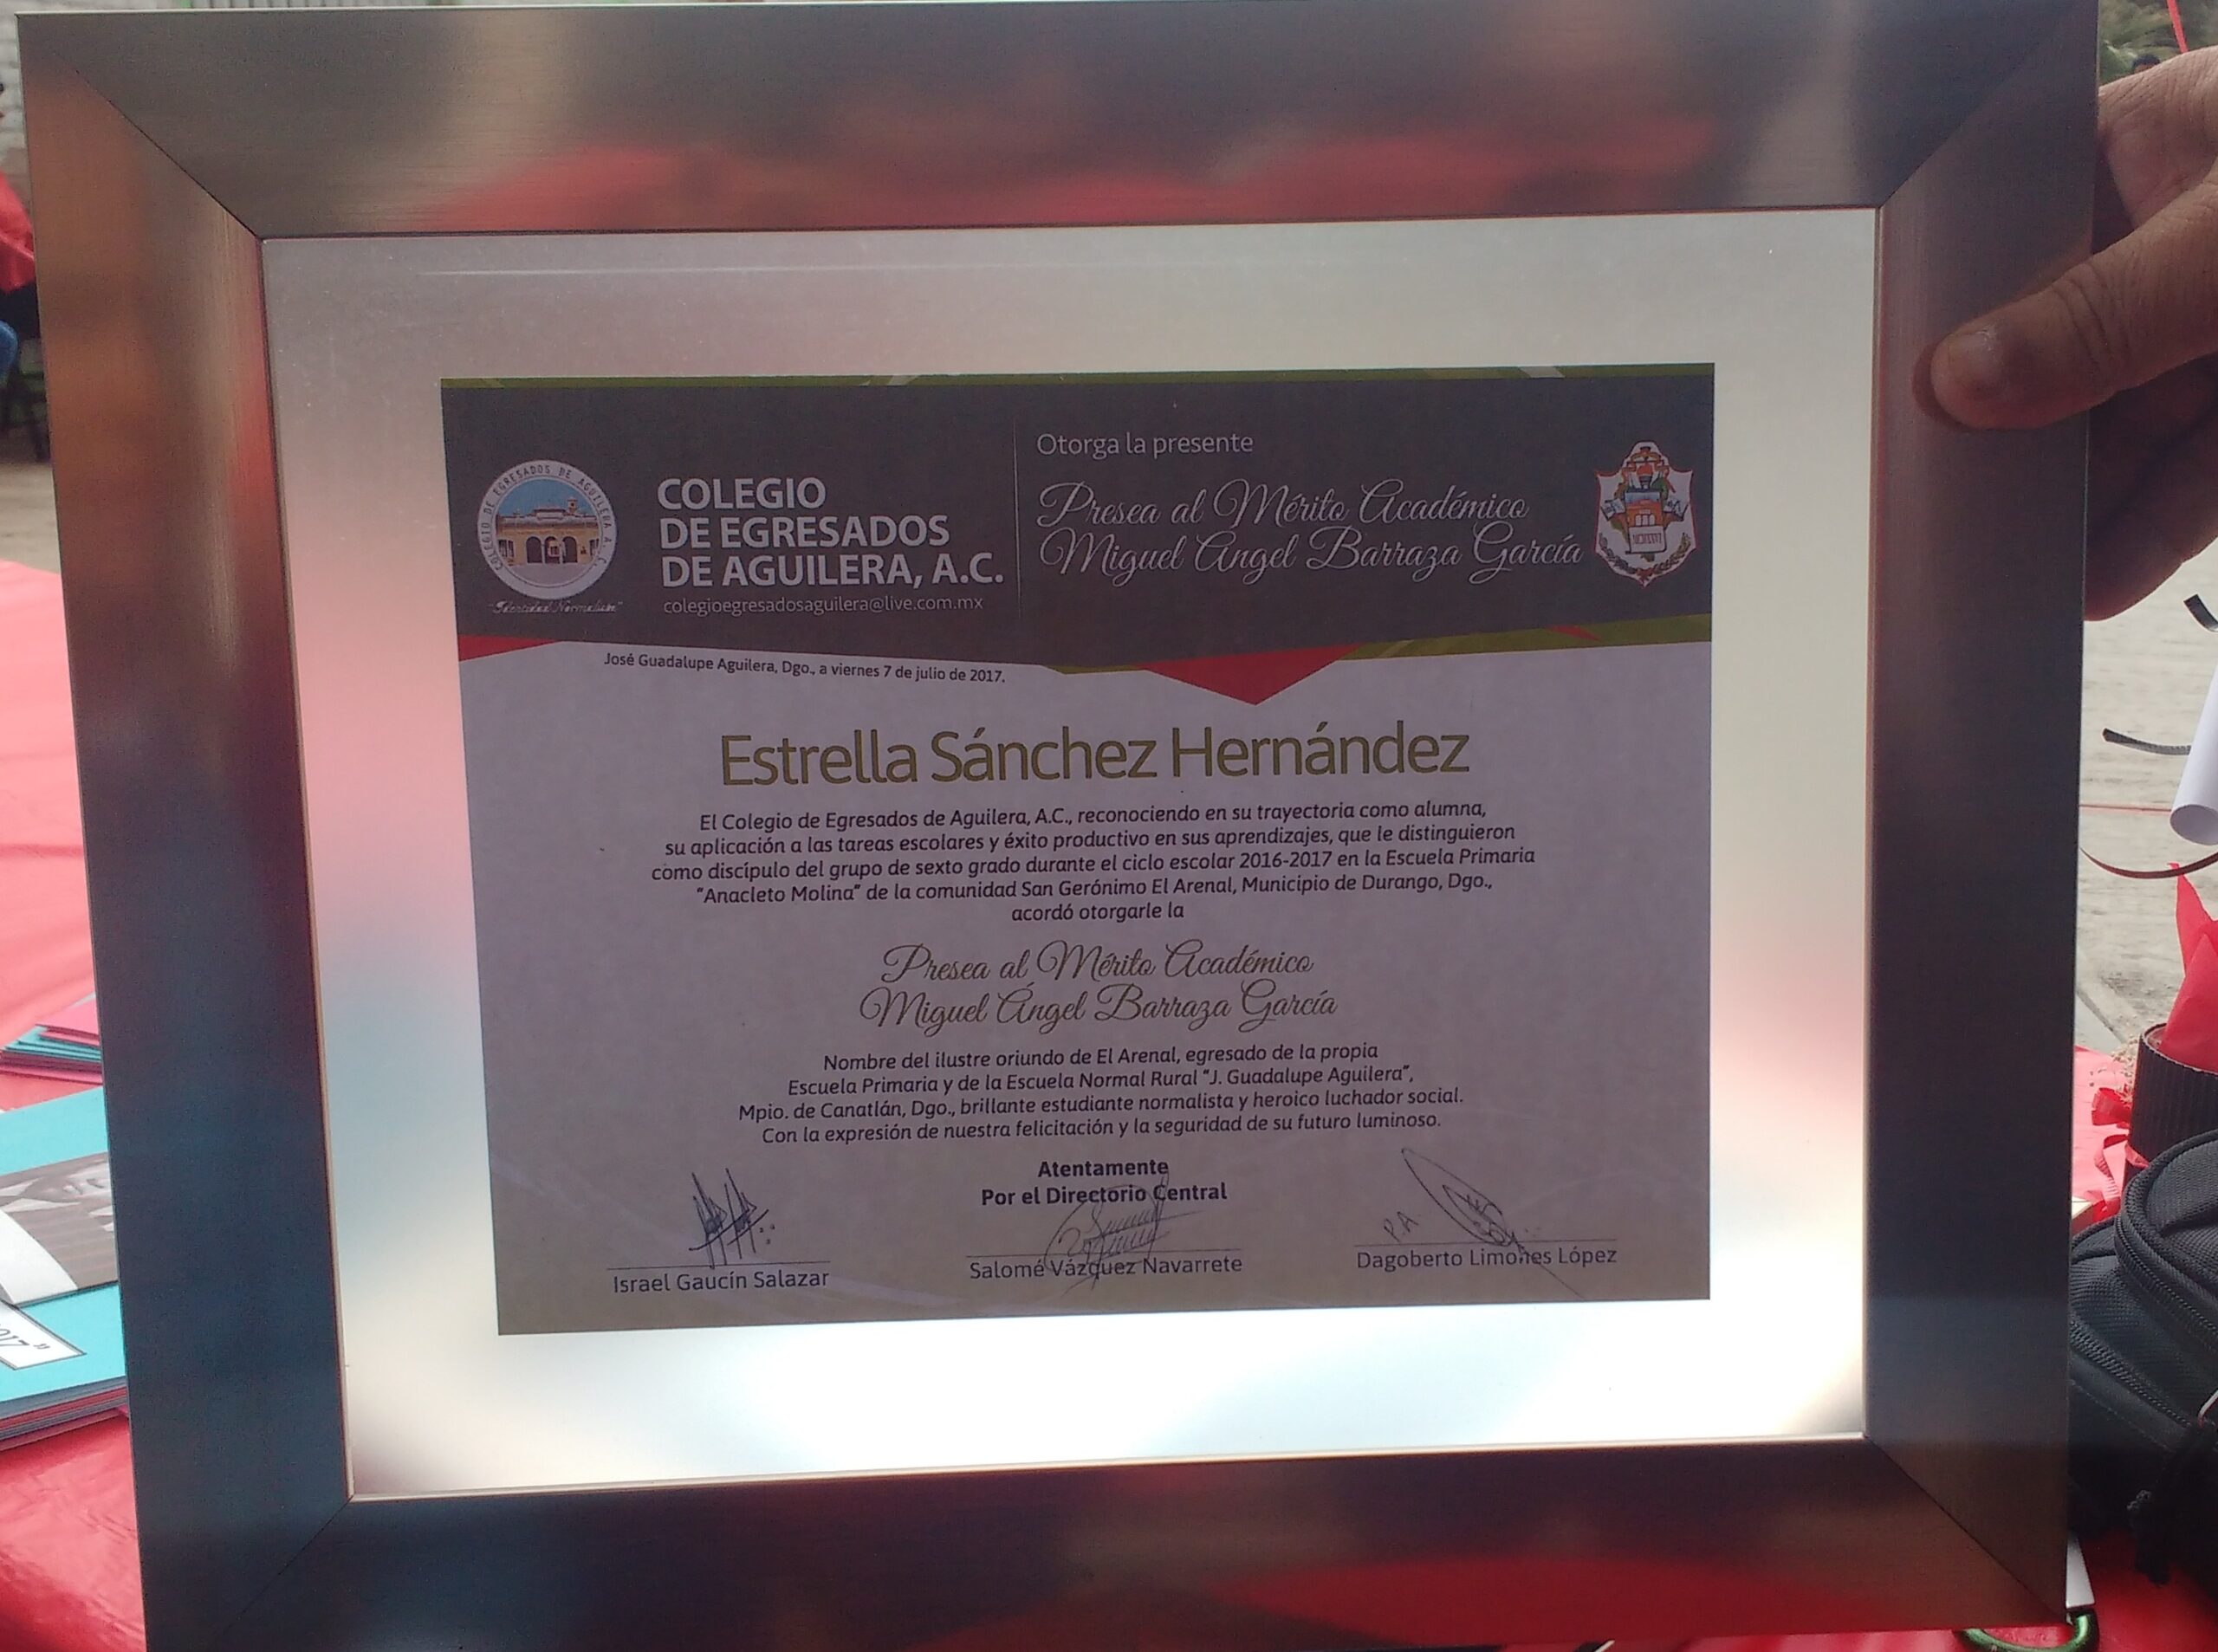 COLEGIO DE EGRESADOS DE AGUILERA A.C.
"Identidad Normalista"
COLEGIO
DE EGRESADOS
DE AGUILERA, A.C.
colegioegresadosaguilera@live.com.mx
Otorga la presente
Presea al Mérito Académico
Miguel Ángel Barraza García
José Guadalupe Aguilera, Dgo., a viernes 7 de julio de 2017.
Estrella Sánchez Hernández
El Colegio de Egresados de Aguilera, A.C., reconociendo en su trayectoria como alumna,
su aplicación a las tareas escolares y éxito productivo en sus aprendizajes, que le distinguieron
como discípulo del grupo de sexto grado durante el ciclo escolar 2016-2017 en la Escuela Primaria
"Anacleto Molina" de la comunidad San Gerónimo El Arenal, Municipio de Durango, Dgo.,
acordó otorgarle la
Presea al Mérito Académico
Miguel Ángel Barraza García
Nombre del ilustre oriundo de El Arenal, egresado de la propia
Escuela Primaria y de la Escuela Normal Rural "J. Guadalupe Aguilera",
Mpio. de Canatlán, Dgo., brillante estudiante normalista y heroico luchador social.
Con la expresión de nuestra felicitación y la seguridad de su futuro luminoso.
Atentamente
Por el Directorio Central
P.A
Israel Gaucín Salazar
Salomé Vázquez Navarrete
Dagoberto Limones López